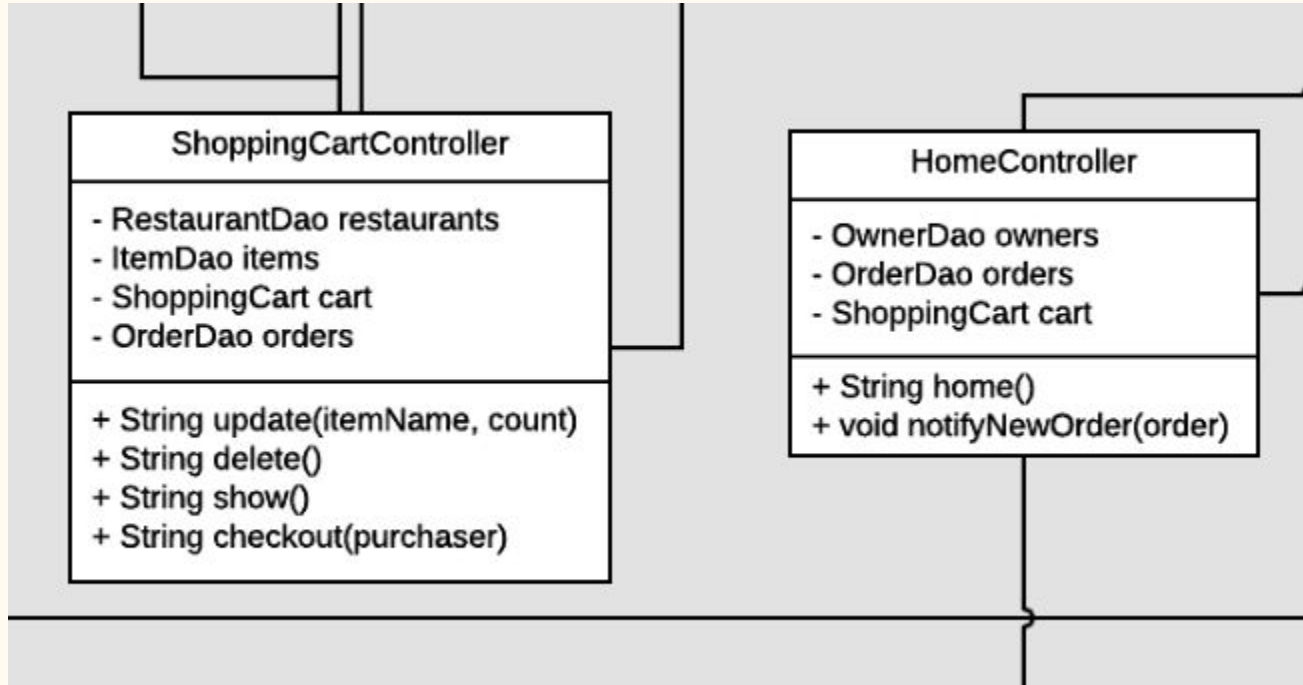 ShoppingCartController
- RestaurantDao restaurants
- ItemDao items
- ShoppingCart cart
- OrderDao orders
+ String update(itemName, count)
+ String delete()
+ String show()
+ String checkout(purchaser)
HomeController
- OwnerDao owners
- OrderDao orders
- ShoppingCart cart
+ String home()
+ void notifyNewOrder(order)